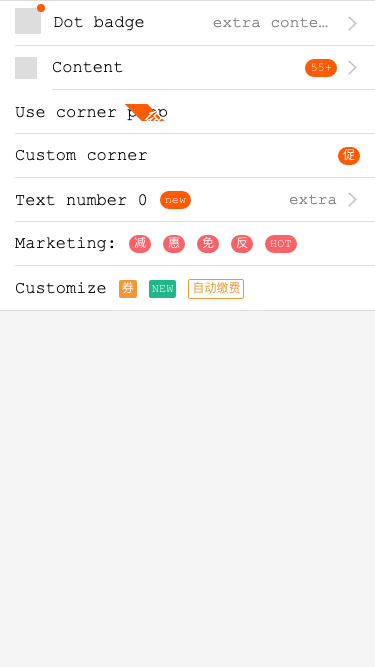 Dot badge extra conte…
Content 55+
Use corner prop
Custom corner 促
Text number 0 new extra
Marketing: 减 惠 免 反 HOT
Customize 券 NEW 自动缴费